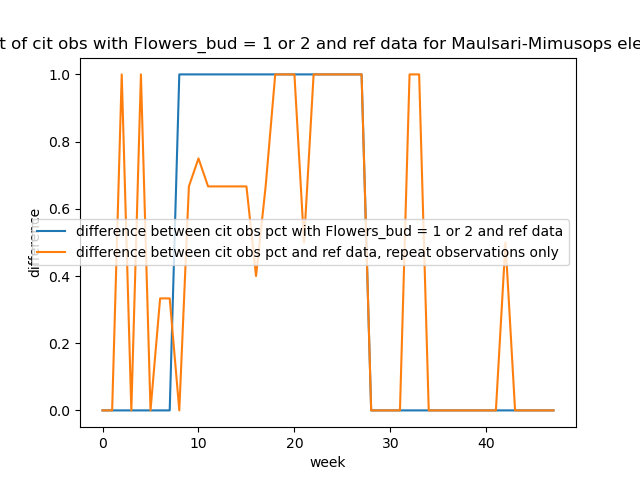 t of cit obs with Flowers_bud = 1 or 2 and ref data for Maulsari-Mimusops ele
1.0
0.8
0.6
0.4
0.2
0.0
difference
difference between cit obs pct with Flowers_bud = 1 or 2 and ref data
difference between cit obs pct and ref data, repeat observations only
0 10 20 30 40
week